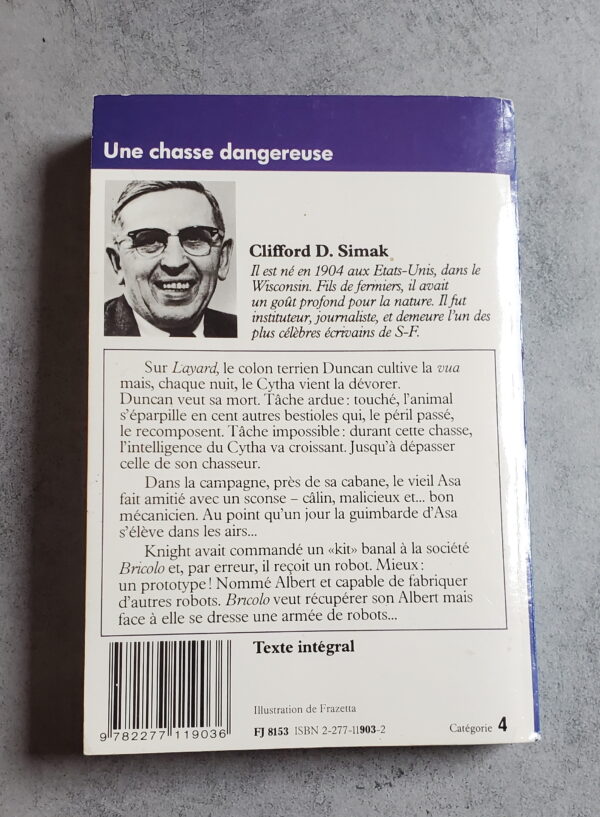 Une chasse dangereuse
Clifford D. Simak
Il est né en 1904 aux Etats-Unis, dans le
Wisconsin. Fils de fermiers, il avait
un goût profond pour la nature. Il fut
instituteur, journaliste, et demeure l'un des
plus célèbres écrivains de S-F.
Sur Layard, le colon terrien Duncan cultive la vua
mais, chaque nuit, le Cytha vient la dévorer.
Duncan veut sa mort. Tâche ardue : touché, l'animal
s'éparpille en cent autres bestioles qui, le péril passé,
le recomposent. Tâche impossible : durant cette chasse,
l'intelligence du Cytha va croissant. Jusqu'à dépasser
celle de son chasseur.
Dans la campagne, près de sa cabane, le vieil Asa
fait amitié avec un sconse – câlin, malicieux et... bon
mécanicien. Au point qu'un jour la guimbarde d'Asa
s'élève dans les airs...
Knight avait commandé un «kit» banal à la société
Bricolo et, par erreur, il reçoit un robot. Mieux :
un prototype ! Nommé Albert et capable de fabriquer
d'autres robots. Bricolo veut récupérer son Albert mais
face à elle se dresse une armée de robots...
Texte intégral
Illustration de Frazetta
FJ 8153 ISBN 2-277-11903-2
Catégorie 4
9 782277 119036